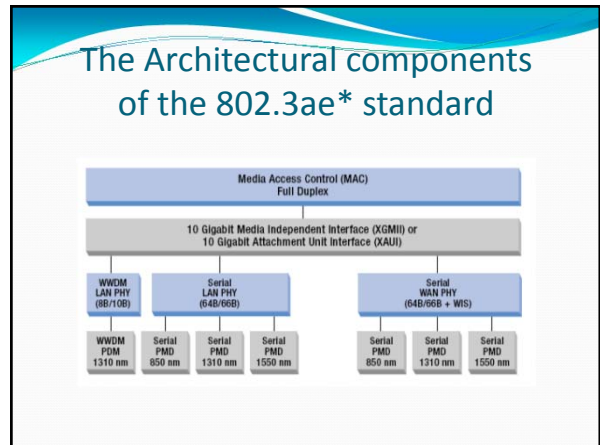 The Architectural components
of the 802.3ae* standard
Media Access Control (MAC)
Full Duplex
10 Gigabit Media Independent Interface (XGMII) or
10 Gigabit Attachment Unit Interface (XAUI)
WWDM
LAN PHY
(8B/10B)
Serial
LAN PHY
(64B/66B)
Serial
WAN PHY
(64B/66B + WIS)
WWDM
PDM
1310 nm
Serial
PMD
850 nm
Serial
PMD
1310 nm
Serial
PMD
1550 nm
Serial
PMD
850 nm
Serial
PMD
1310 nm
Serial
PMD
1550 nm